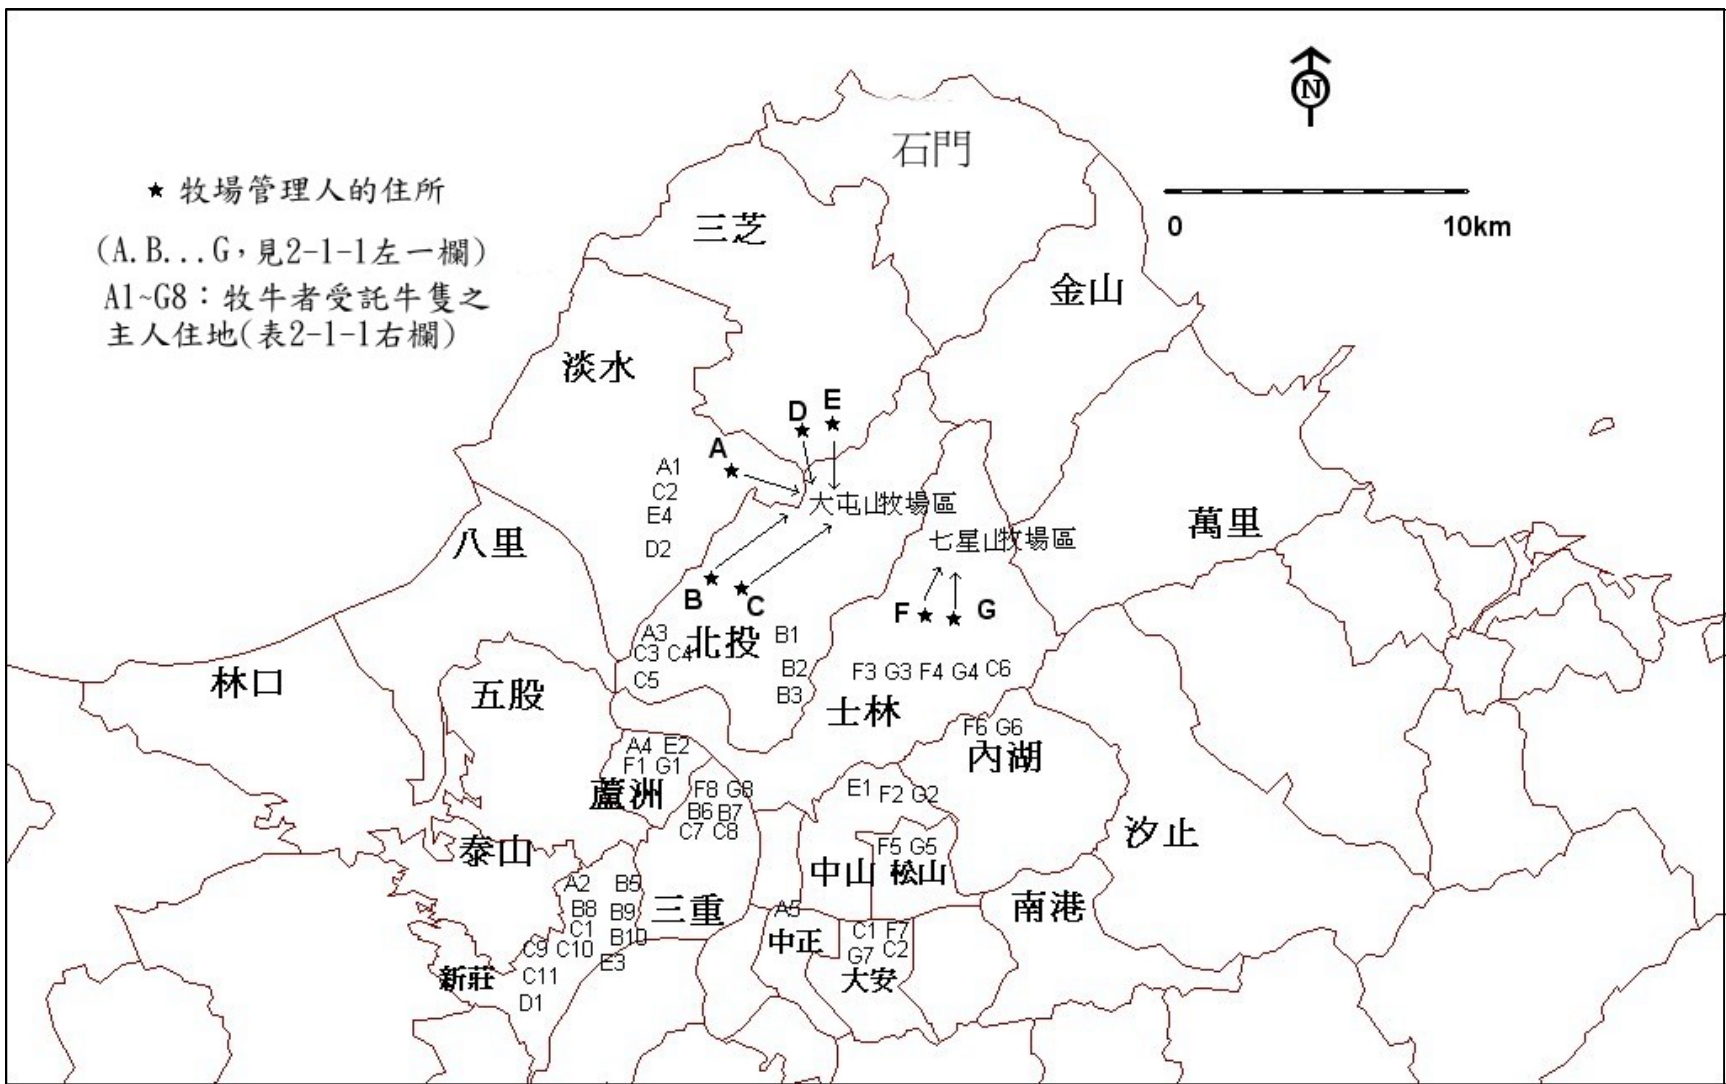 N
石門
★ 牧場管理人的住所
0 10km
三芝
(A.B...G，見2-1-1左一欄)
A1~G8：牧牛者受託牛隻之
主人住地(表2-1-1右欄)
金山
淡水
D E
A
A1
C2
大屯山牧場區
E4
八里
七星山牧場區
萬里
D2
B C
F G
A3 北投 B1
C3 C4
C5
B2
B3
F3 G3 F4 G4 C6
林口
五股
士林
F6 G6
內湖
A4 E2
F1 G1
蘆洲
F8 G8
B6 B7
C7 C8
E1 F2 G2
汐止
泰山
F5 G5
中山 松山
A2 B5
B8 B9
C1 B10
三重
A5
中正
南港
C1 F7
G7 C2
大安
C9 C10 E3
新莊 C11
D1